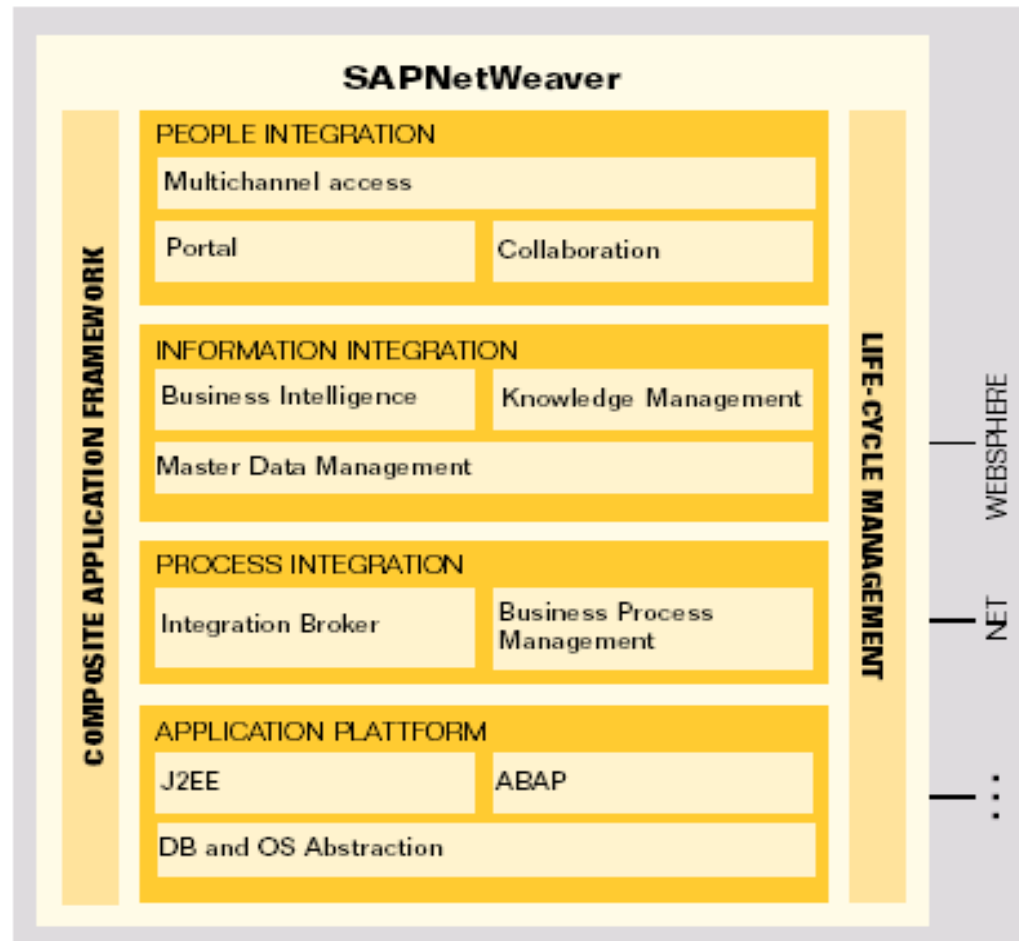 SAPNetWeaver
COMPOSITE APPLICATION FRAMEWORK
PEOPLE INTEGRATION
Multichannel access
Portal
Collaboration
INFORMATION INTEGRATION
Business Intelligence
Knowledge Management
Master Data Management
PROCESS INTEGRATION
Integration Broker
Business Process
Management
APPLICATION PLATTFORM
J2EE
ABAP
DB and OS Abstraction
LIFE-CYCLE MANAGEMENT
WEBSPHERE
.NET
...